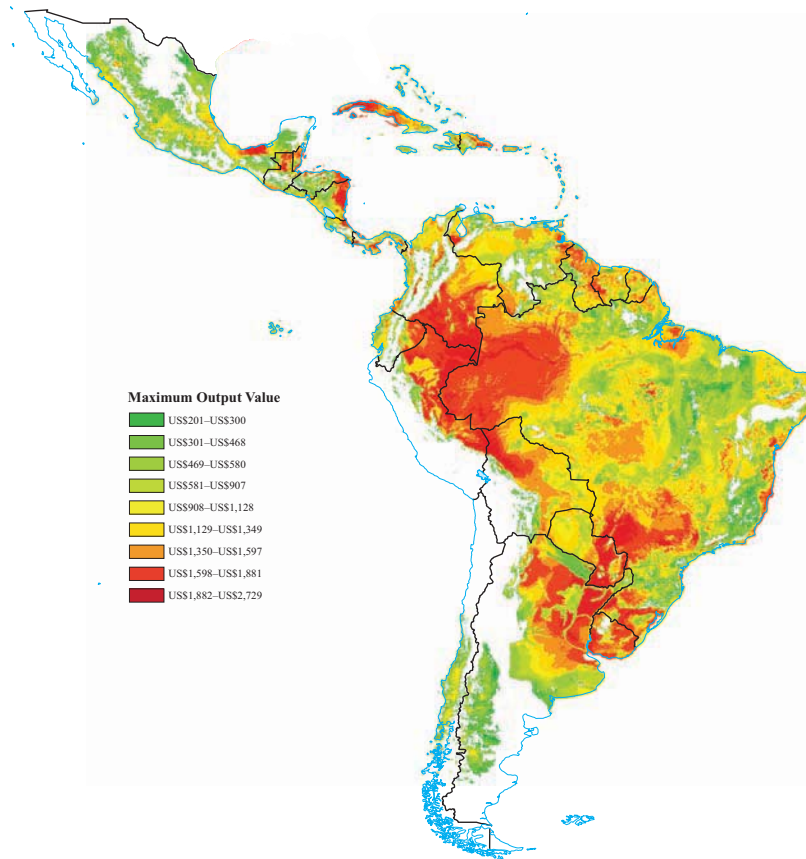 Maximum Output Value
US$201–US$300
US$301–US$468
US$469–US$580
US$581–US$907
US$908–US$1,128
US$1,129–US$1,349
US$1,350–US$1,597
US$1,598–US$1,881
US$1,882–US$2,729